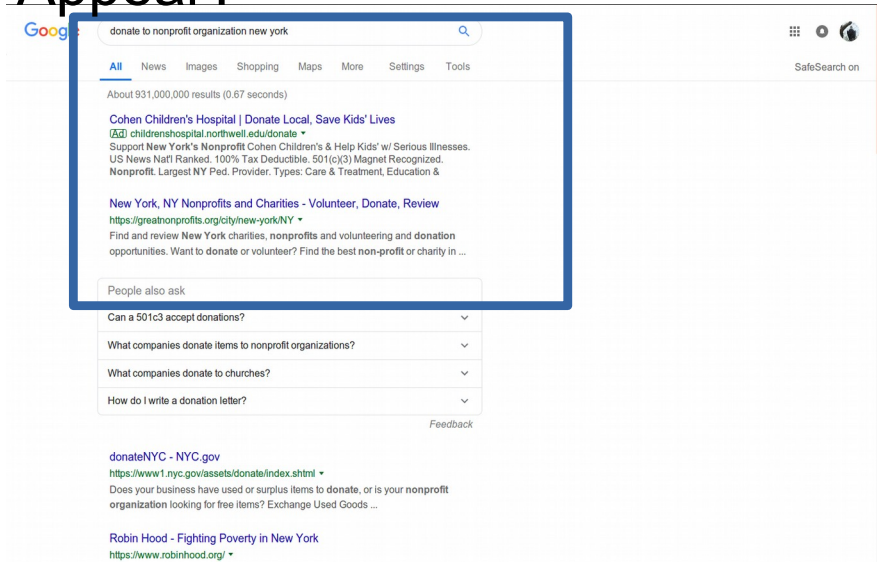 Appear?
Google
donate to nonprofit organization new york
All News Images Shopping Maps More Settings Tools
SafeSearch on
About 931,000,000 results (0.67 seconds)
Cohen Children's Hospital | Donate Local, Save Kids' Lives
Ad childrenshospital.northwell.edu/donate
Support New York's Nonprofit Cohen Children's & Help Kids' w/ Serious Illnesses.
US News Nat'l Ranked. 100% Tax Deductible. 501(c)(3) Magnet Recognized.
Nonprofit. Largest NY Ped. Provider. Types: Care & Treatment, Education &
New York, NY Nonprofits and Charities - Volunteer, Donate, Review
https://greatnonprofits.org/city/new-york/NY
Find and review New York charities, nonprofits and volunteering and donation
opportunities. Want to donate or volunteer? Find the best non-profit or charity in ...
People also ask
Can a 501c3 accept donations?
What companies donate items to nonprofit organizations?
What companies donate to churches?
How do I write a donation letter?
Feedback
donateNYC - NYC.gov
https://www1.nyc.gov/assets/donate/index.shtml
Does your business have used or surplus items to donate, or is your nonprofit
organization looking for free items? Exchange Used Goods ...
Robin Hood - Fighting Poverty in New York
https://www.robinhood.org/